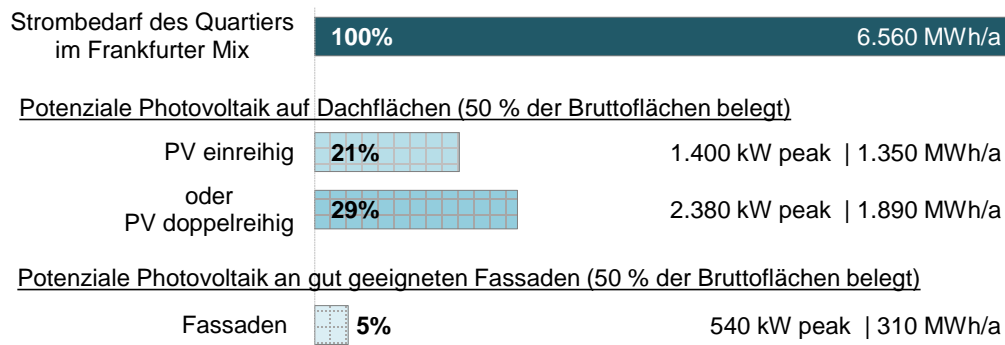 Strombedarf des Quartiers
im Frankfurter Mix
100%
6.560 MWh/a
Potenziale Photovoltaik auf Dachflächen (50 % der Bruttoflächen belegt)
PV einreihig
21%
1.400 kW peak | 1.350 MWh/a
oder
PV doppelreihig
29%
2.380 kW peak | 1.890 MWh/a
Potenziale Photovoltaik an gut geeigneten Fassaden (50 % der Bruttoflächen belegt)
Fassaden
5%
540 kW peak | 310 MWh/a